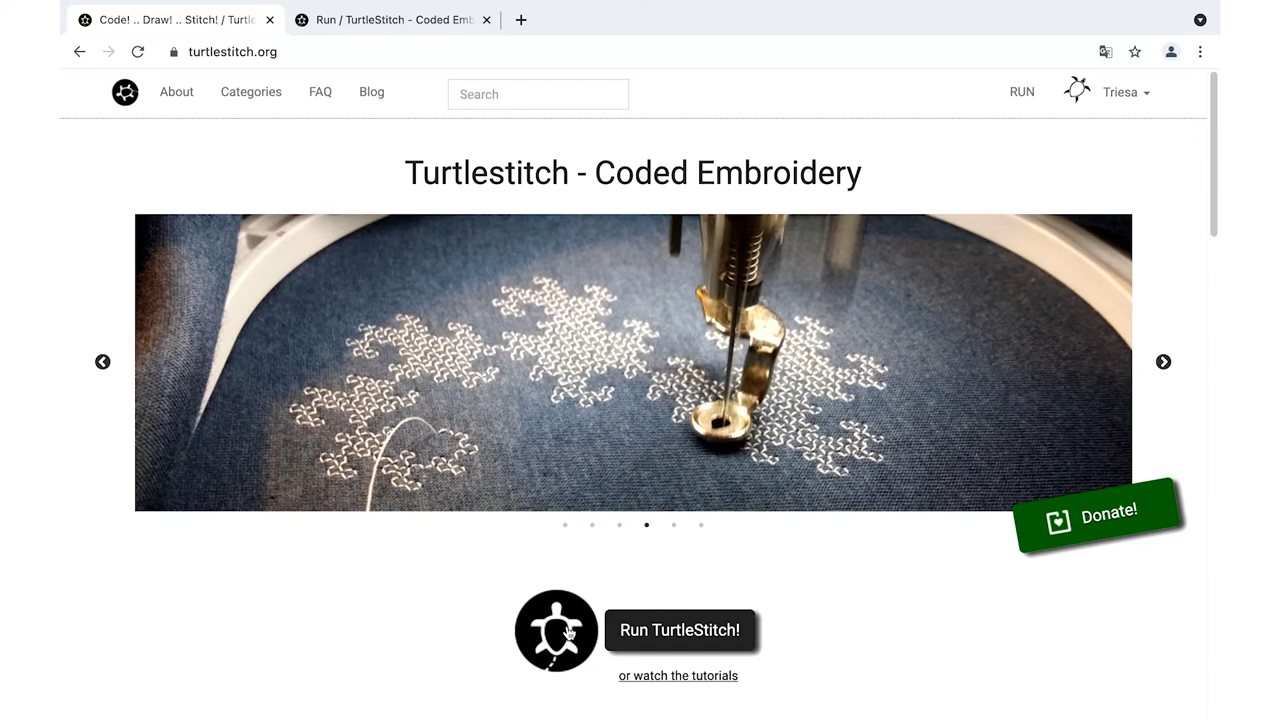 Code! .. Draw! .. Stitch! / Turtle
Run / TurtleStitch - Coded Emb
turtlestitch.org
About Categories FAQ Blog Search RUN Triesa
Turtlestitch - Coded Embroidery
Donate!
Run TurtleStitch!
or watch the tutorials